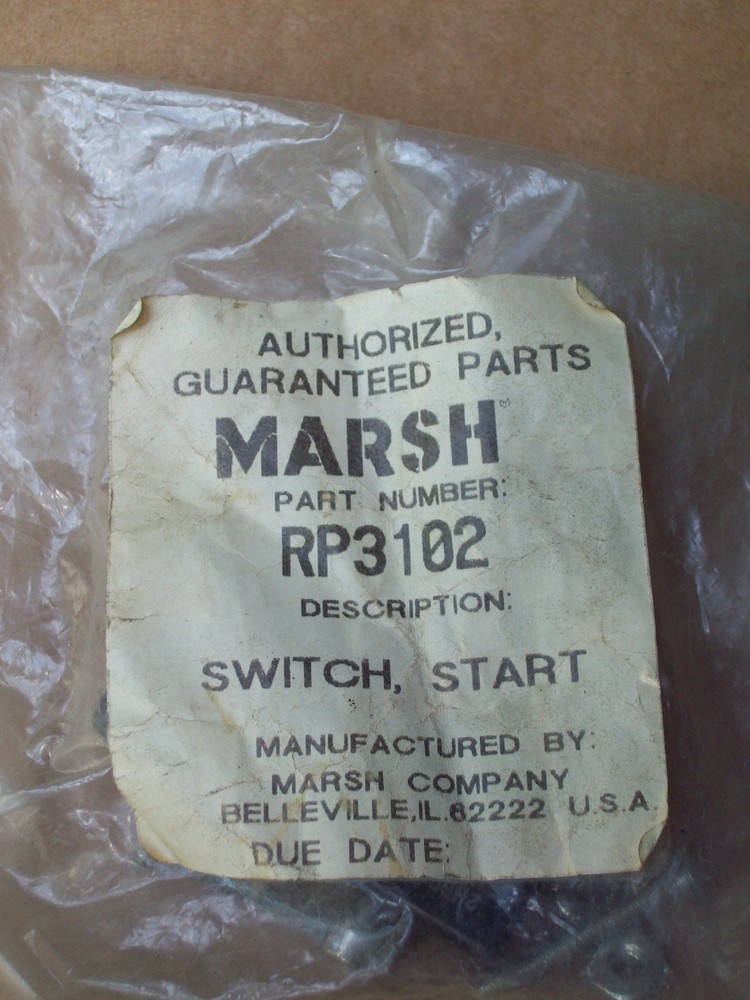 AUTHORIZED,
GUARANTEED PARTS
MARSH
PART NUMBER:
RP3102
DESCRIPTION:
SWITCH, START
MANUFACTURED BY:
MARSH COMPANY
BELLEVILLE,IL.62222 U.S.A.
DUE DATE: